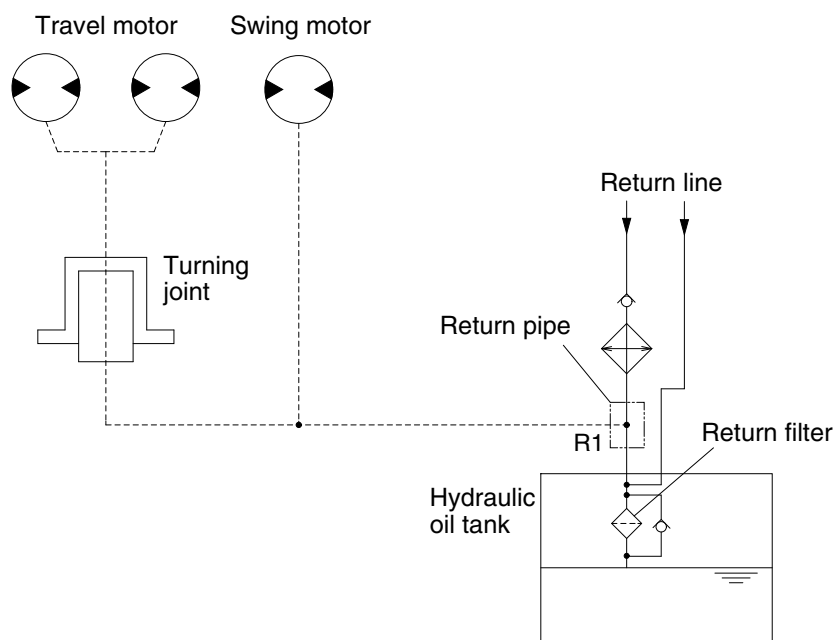 Travel motor
Swing motor
Return line
Turning
joint
Return pipe
R1
Return filter
Hydraulic
oil tank